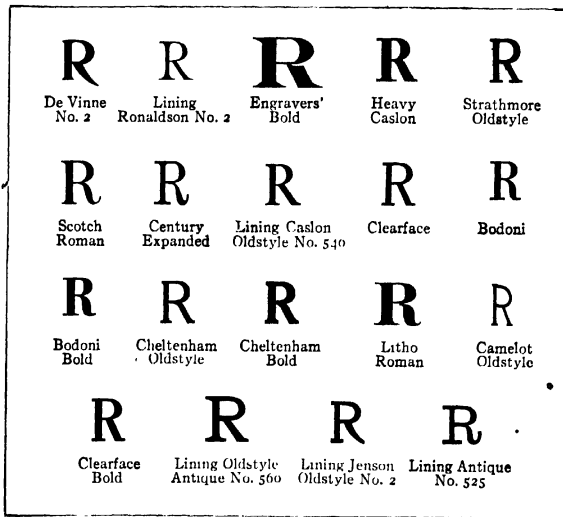 R R R R R
De Vinne Lining Engravers' Heavy Strathmore
No. 2 Ronaldson No. 2 Bold Caslon Oldstyle
R R R R R
Scotch Century Lining Caslon Clearface Bodoni
Roman Expanded Oldstyle No. 540
R R R R R
Bodoni Cheltenham Cheltenham Litho Camelot
Bold Oldstyle Bold Roman Oldstyle
R R R R
Clearface Lining Oldstyle Lining Jenson Lining Antique
Bold Antique No. 560 Oldstyle No. 2 No. 525